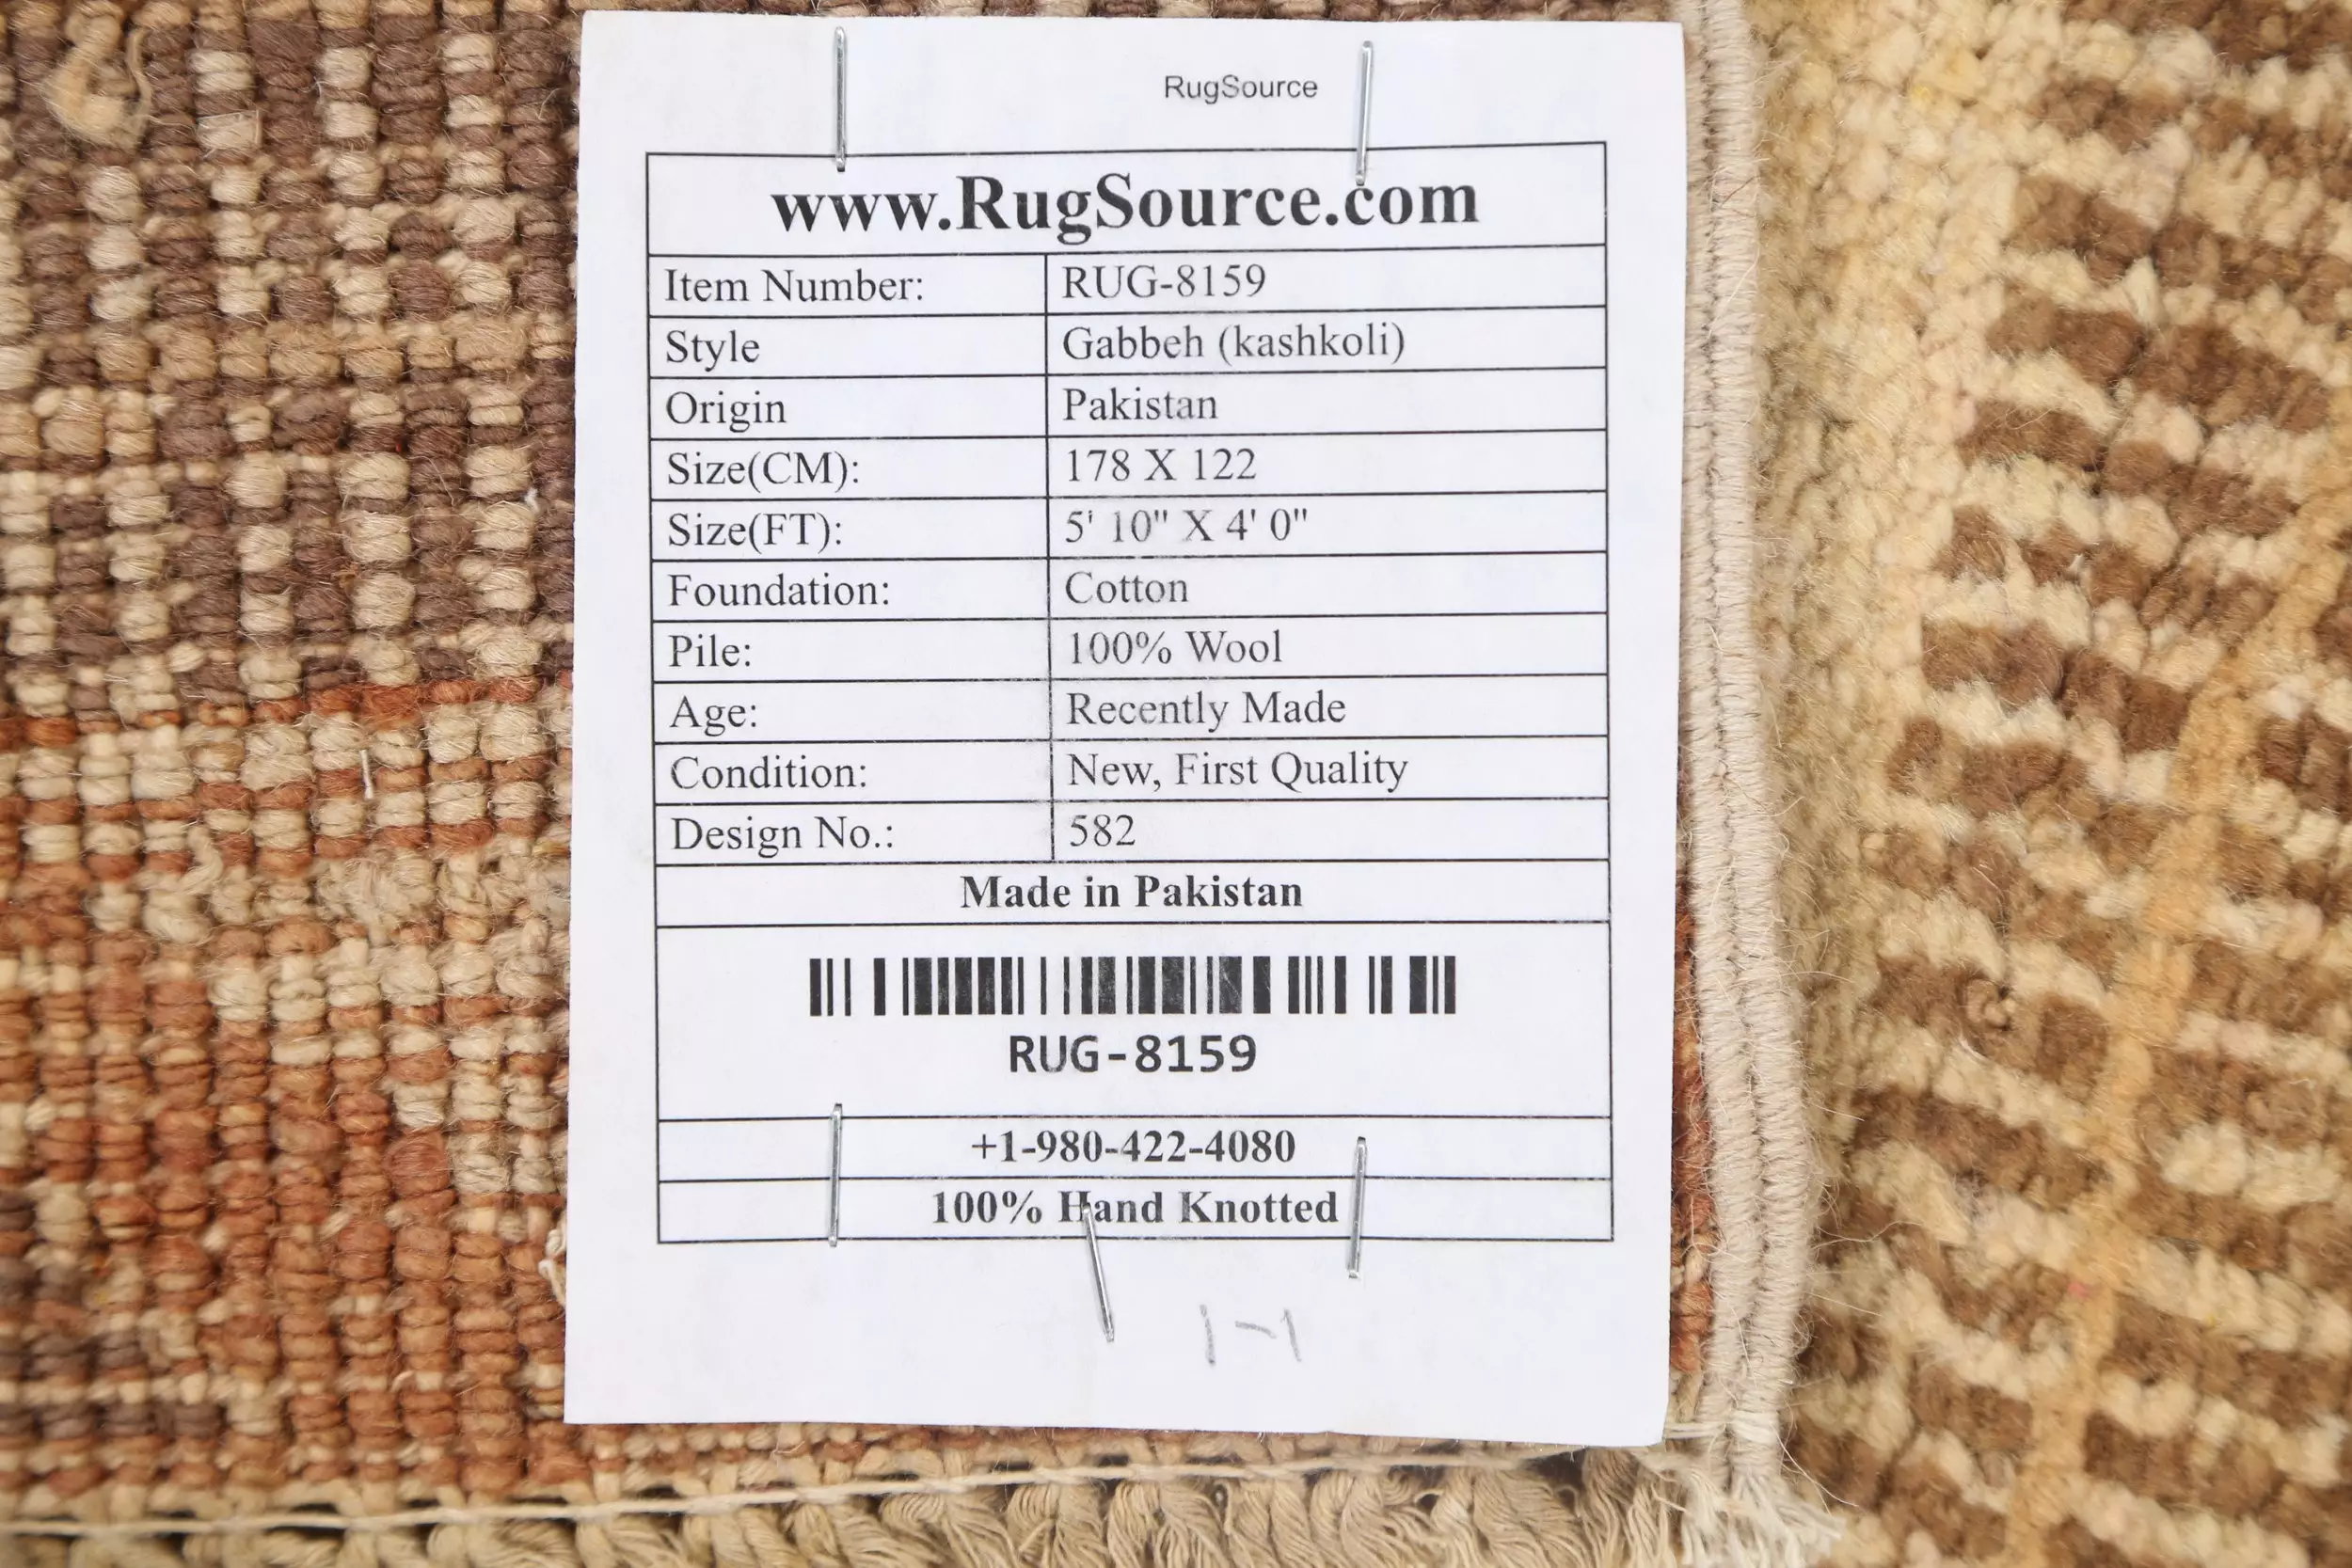 RugSource
www.RugSource.com
Item Number: RUG-8159
Style Gabbeh (kashkoli)
Origin Pakistan
Size(CM): 178 X 122
Size(FT): 5' 10" X 4' 0"
Foundation: Cotton
Pile: 100% Wool
Age: Recently Made
Condition: New, First Quality
Design No.: 582
Made in Pakistan
RUG-8159
+1-980-422-4080
100% Hand Knotted
1-1